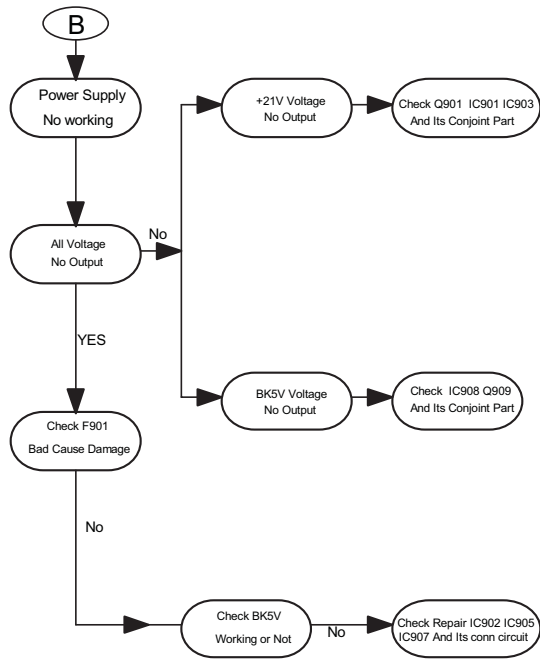 B
Power Supply
No working
+21V Voltage
No Output
Check Q901 IC901 IC903
And Its Conjoint Part
All Voltage
No Output
No
YES
BK5V Voltage
No Output
Check IC908 Q909
And Its Conjoint Part
Check F901
Bad Cause Damage
No
Check BK5V
Working or Not
No
Check Repair IC902 IC905
IC907 And Its conn circuit